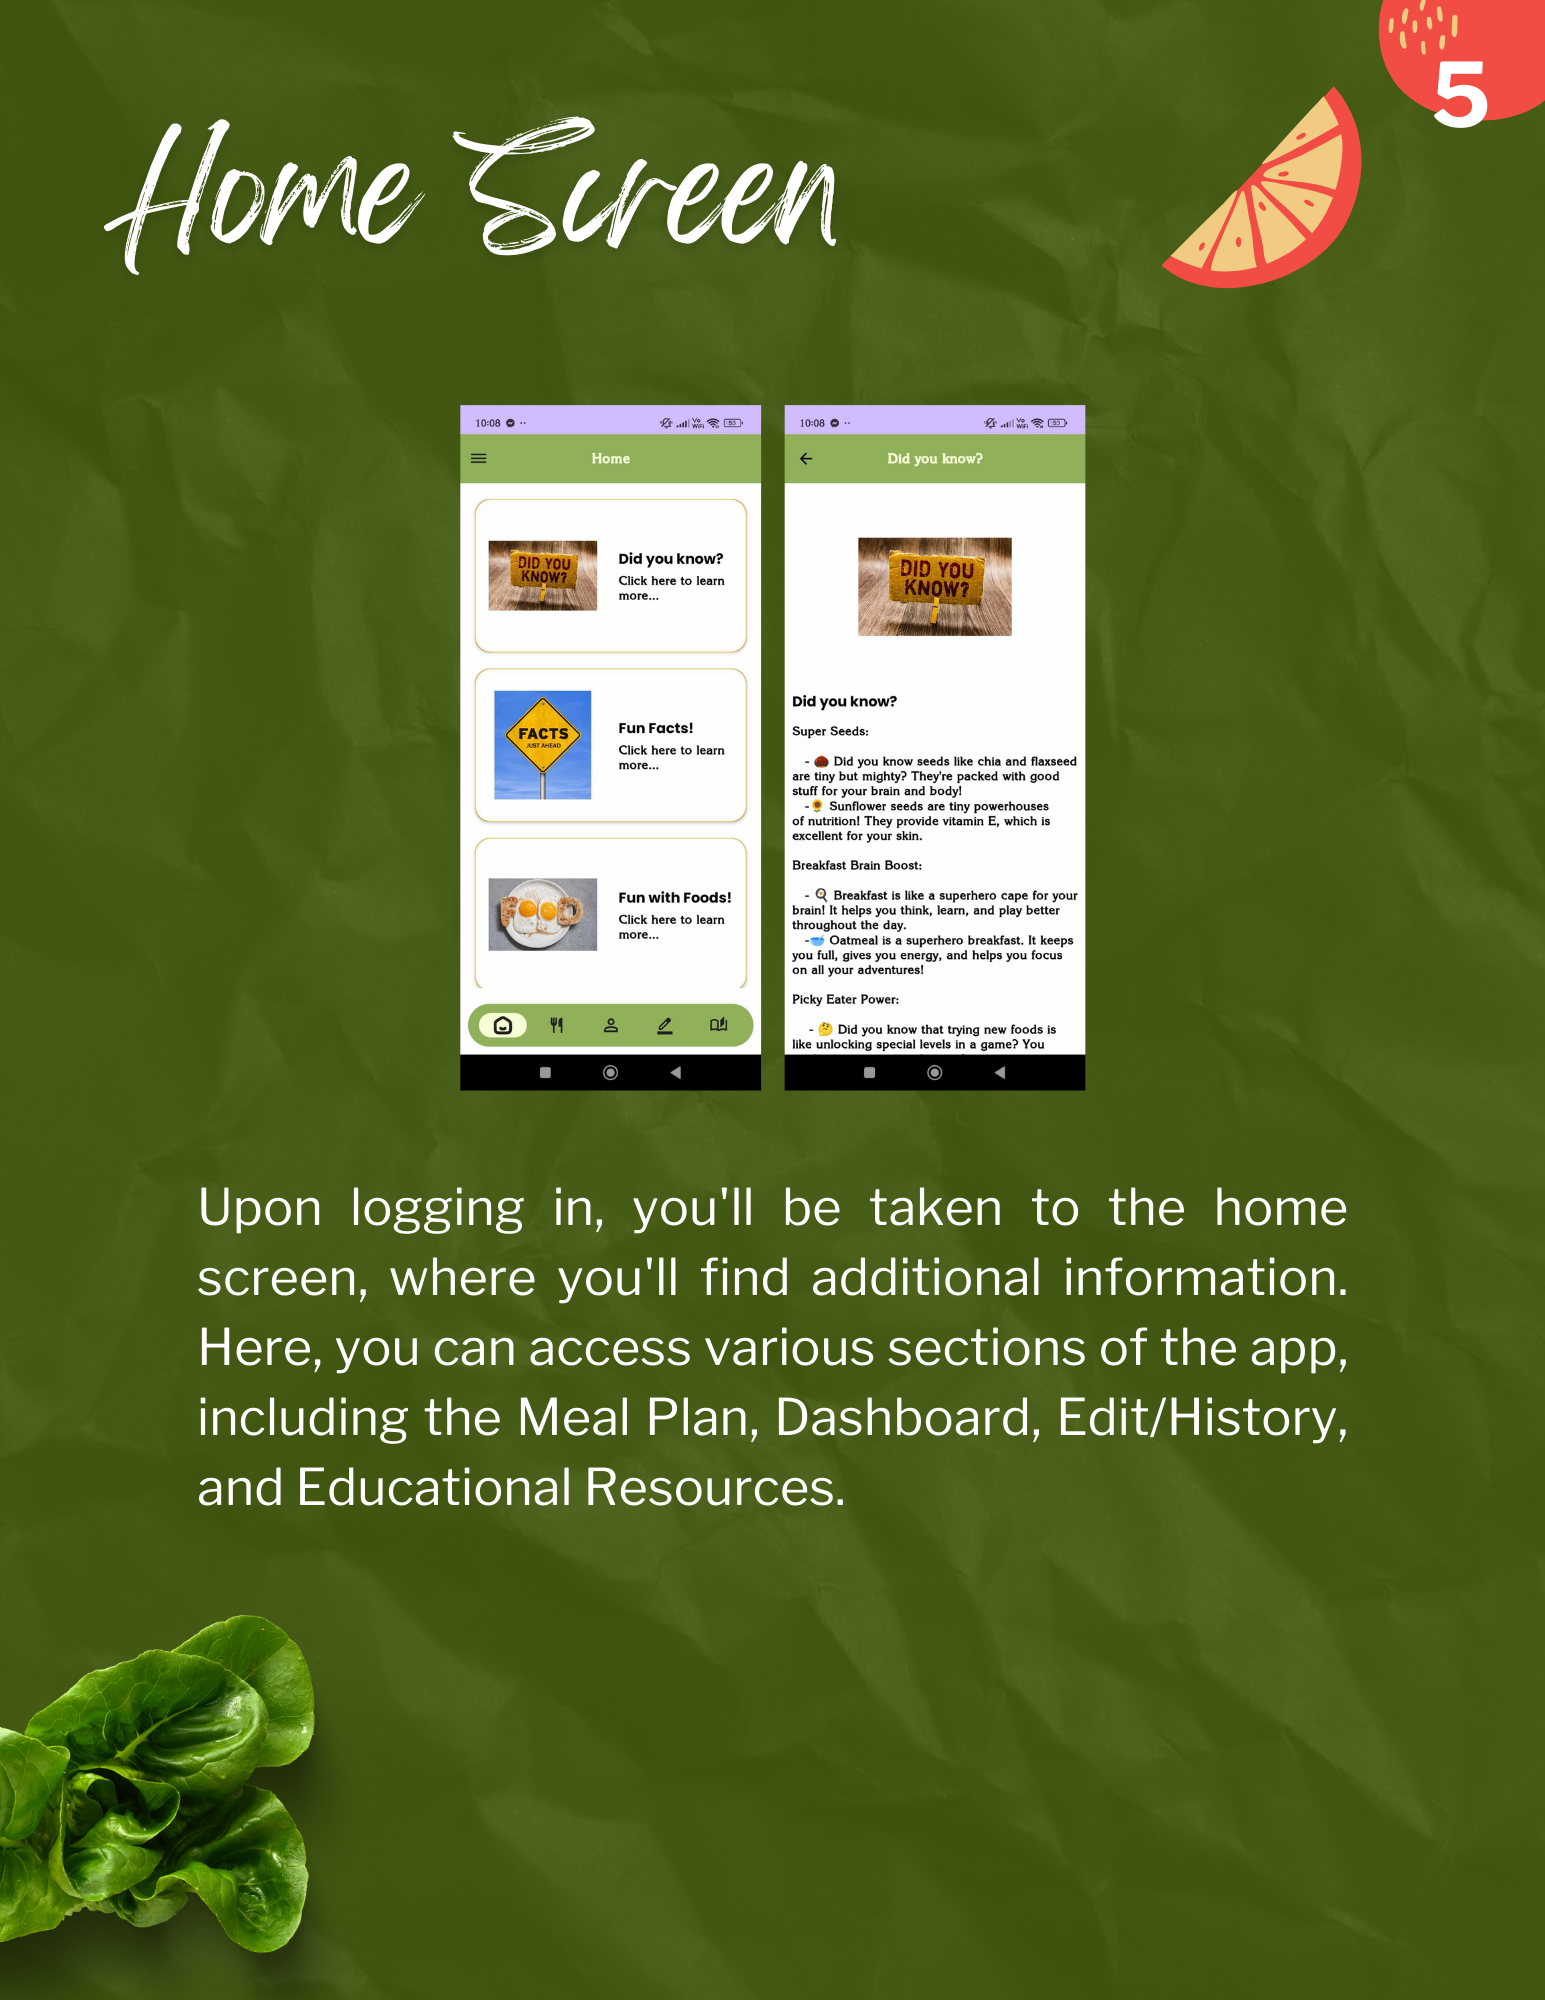 5
Home Screen
10:08
Vo
WiFi
53
Home
DID YOU
KNOW?
Did you know?
Click here to learn
more...
FACTS
JUST AHEAD
Fun Facts!
Click here to learn
more...
Fun with Foods!
Click here to learn
more...
10:08
Vo
WiFi
53
Did you know?
DID YOU
KNOW?
Did you know?
Super Seeds:
- 🌰 Did you know seeds like chia and flaxseed
are tiny but mighty? They're packed with good
stuff for your brain and body!
-🌻 Sunflower seeds are tiny powerhouses
of nutrition! They provide vitamin E, which is
excellent for your skin.
Breakfast Brain Boost:
- 🍳 Breakfast is like a superhero cape for your
brain! It helps you think, learn, and play better
throughout the day.
-🥣 Oatmeal is a superhero breakfast. It keeps
you full, gives you energy, and helps you focus
on all your adventures!
Picky Eater Power:
- 🤔 Did you know that trying new foods is
like unlocking special levels in a game? You
Upon logging in, you'll be taken to the home
screen, where you'll find additional information.
Here, you can access various sections of the app,
including the Meal Plan, Dashboard, Edit/History,
and Educational Resources.